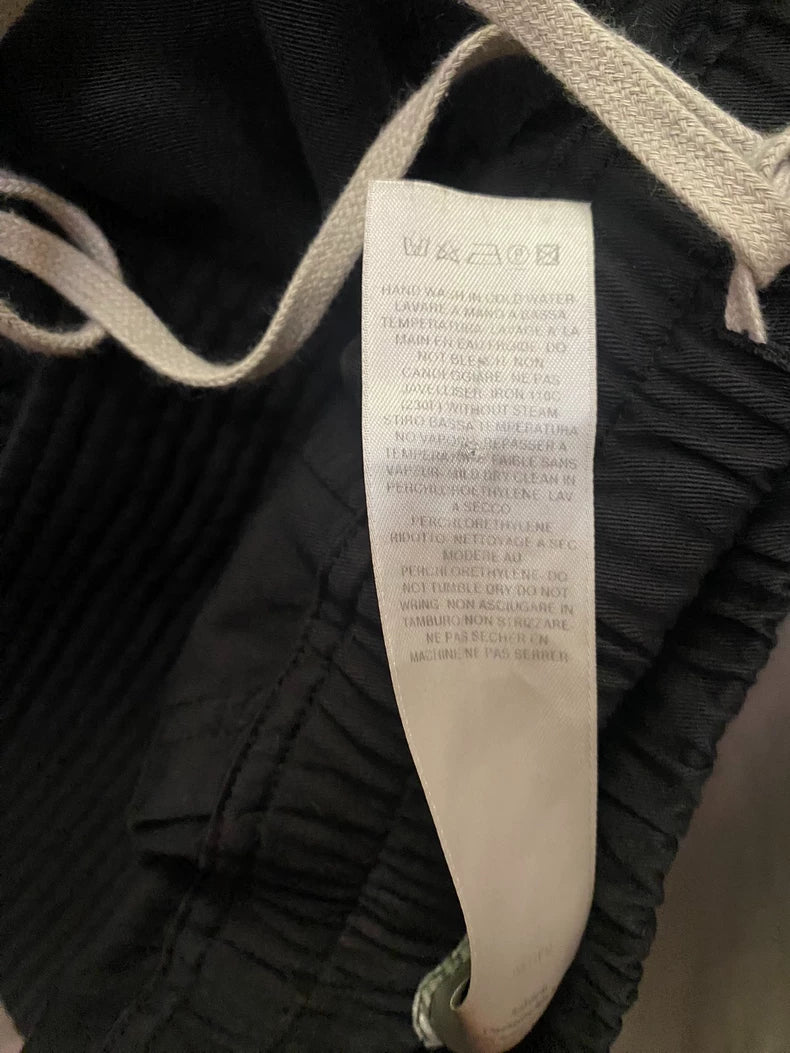 HAND WASH IN COLD WATER-
LAVARE A MANO A BASSA
TEMPERATURA- LAVAGE A LA
MAIN EN EAU FROIDE. DO
NOT BLEACH. NON
CANDEGGIARE. NE PAS
JAVELLISER. IRON 110C
(230F) WITHOUT STEAM
STIRO BASSA TEMPERATURA
NO VAPORE. REPASSER A
TEMPERATURE FAIBLE SANS
VAPEUR- MILD DRY CLEAN IN
LAV
A SECCO
PERCHLORETHYLENE
RIDOTTO. NETTOYAGE A SEC
MODERE AU
PERCHLORETHYLENE. DO
NOT TUMBLE DRY/DO NOT
WRING. NON ASCIUGARE IN
TAMBURO/NON STRIZZARE.
NE PAS SECHER EN
MACHINE/NE PAS SERRER